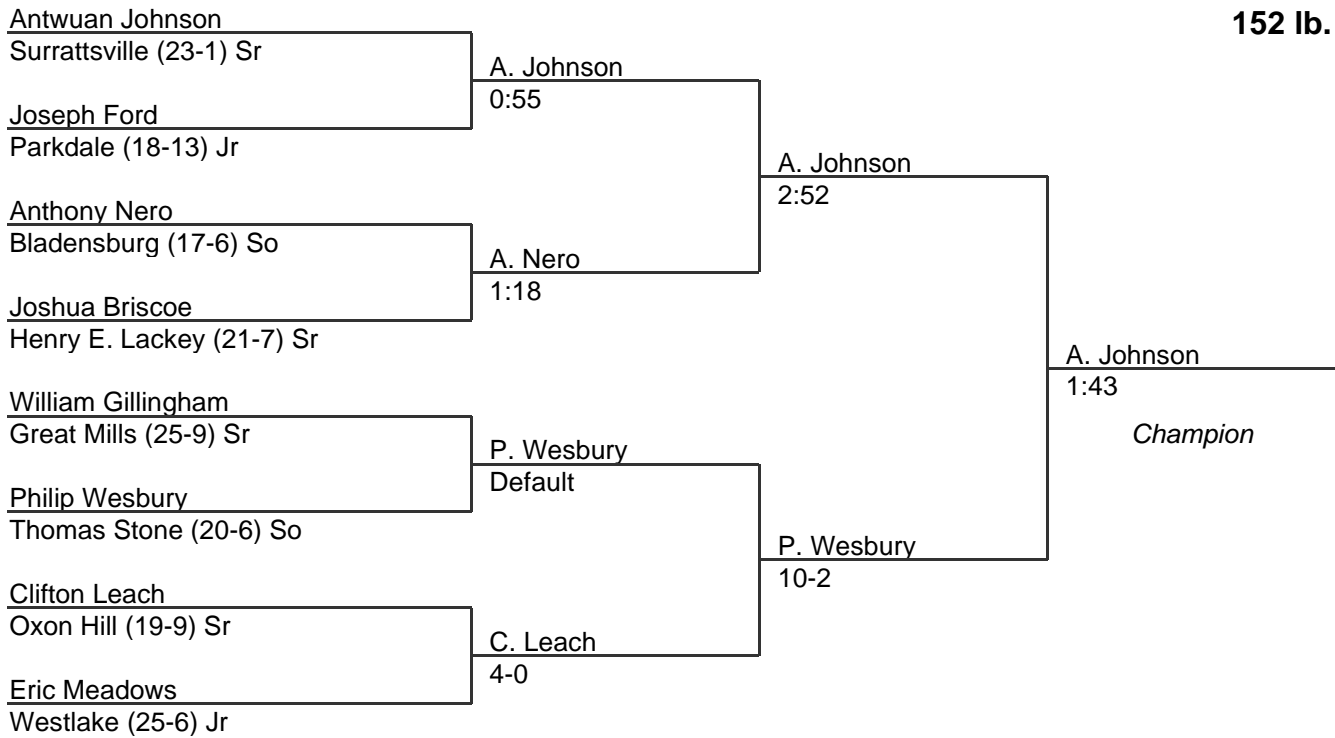 152 lb.
Antwuan Johnson
Surrattsville (23-1) Sr
A. Johnson
0:55
Joseph Ford
Parkdale (18-13) Jr
A. Johnson
2:52
Anthony Nero
Bladensburg (17-6) So
A. Nero
1:18
Joshua Briscoe
Henry E. Lackey (21-7) Sr
A. Johnson
1:43
Champion
William Gillingham
Great Mills (25-9) Sr
P. Wesbury
Default
Philip Wesbury
Thomas Stone (20-6) So
P. Wesbury
10-2
Clifton Leach
Oxon Hill (19-9) Sr
C. Leach
4-0
Eric Meadows
Westlake (25-6) Jr